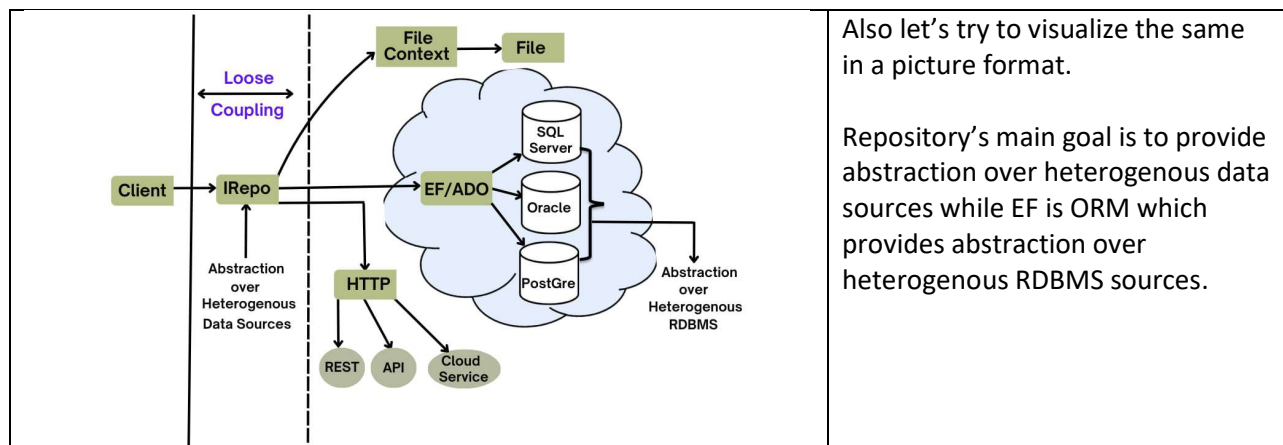 File
Context
File
Loose
Coupling
SQL
Server
Client
IRepo
EF/ADO
Oracle
PostGre
Abstraction
over
Heterogenous
Data Sources
HTTP
Abstraction
over
Heterogenous
RDBMS
REST
API
Cloud
Service
Also let’s try to visualize the same
in a picture format.
Repository’s main goal is to provide
abstraction over heterogenous data
sources while EF is ORM which
provides abstraction over
heterogenous RDBMS sources.